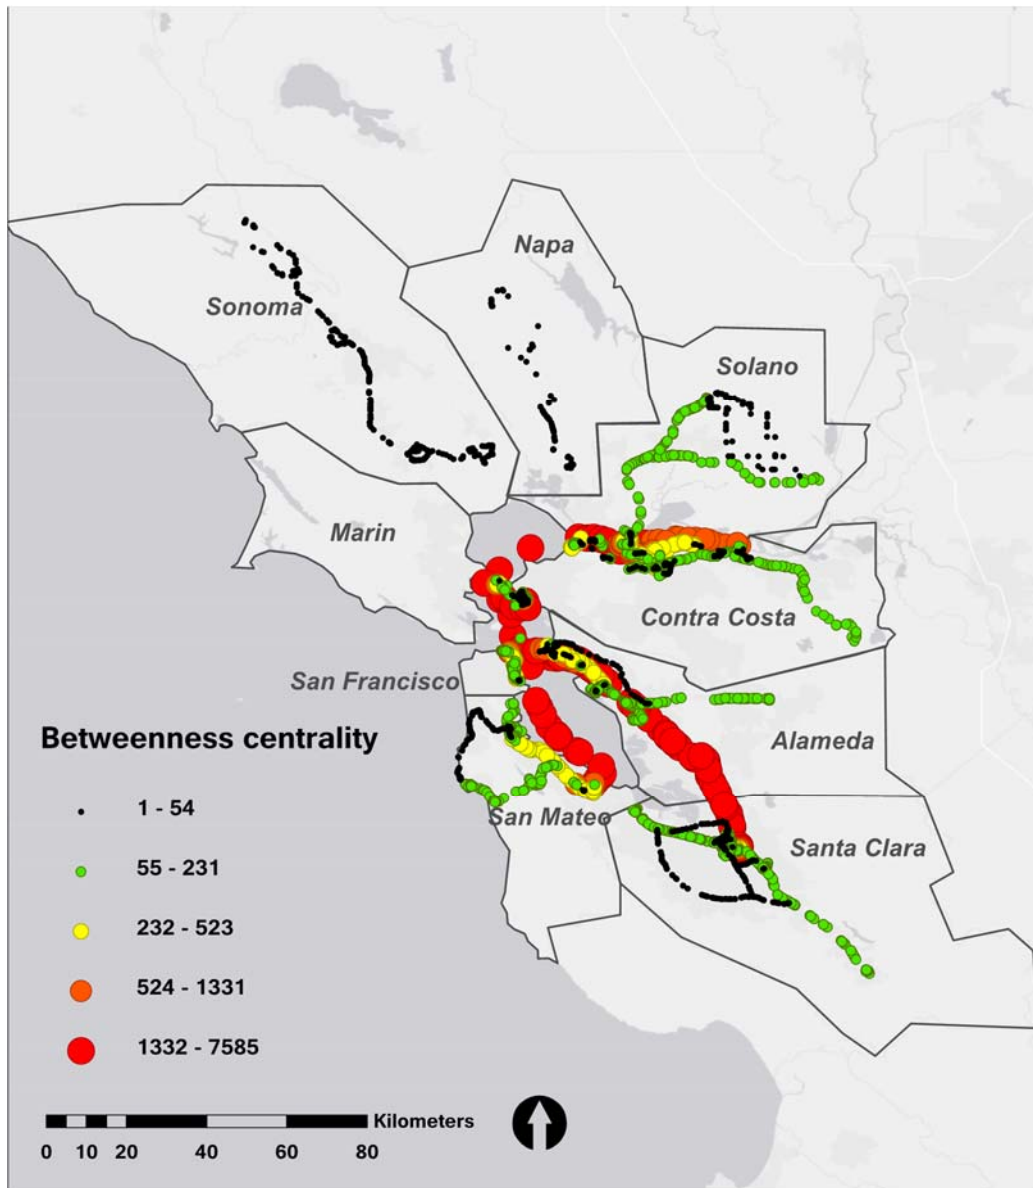 Napa
Sonoma
Solano
Marin
Contra Costa
San Francisco
Alameda
San Mateo
Santa Clara
Betweenness centrality
1 - 54
55 - 231
232 - 523
524 - 1331
1332 - 7585
Kilometers
0 10 20 40 60 80